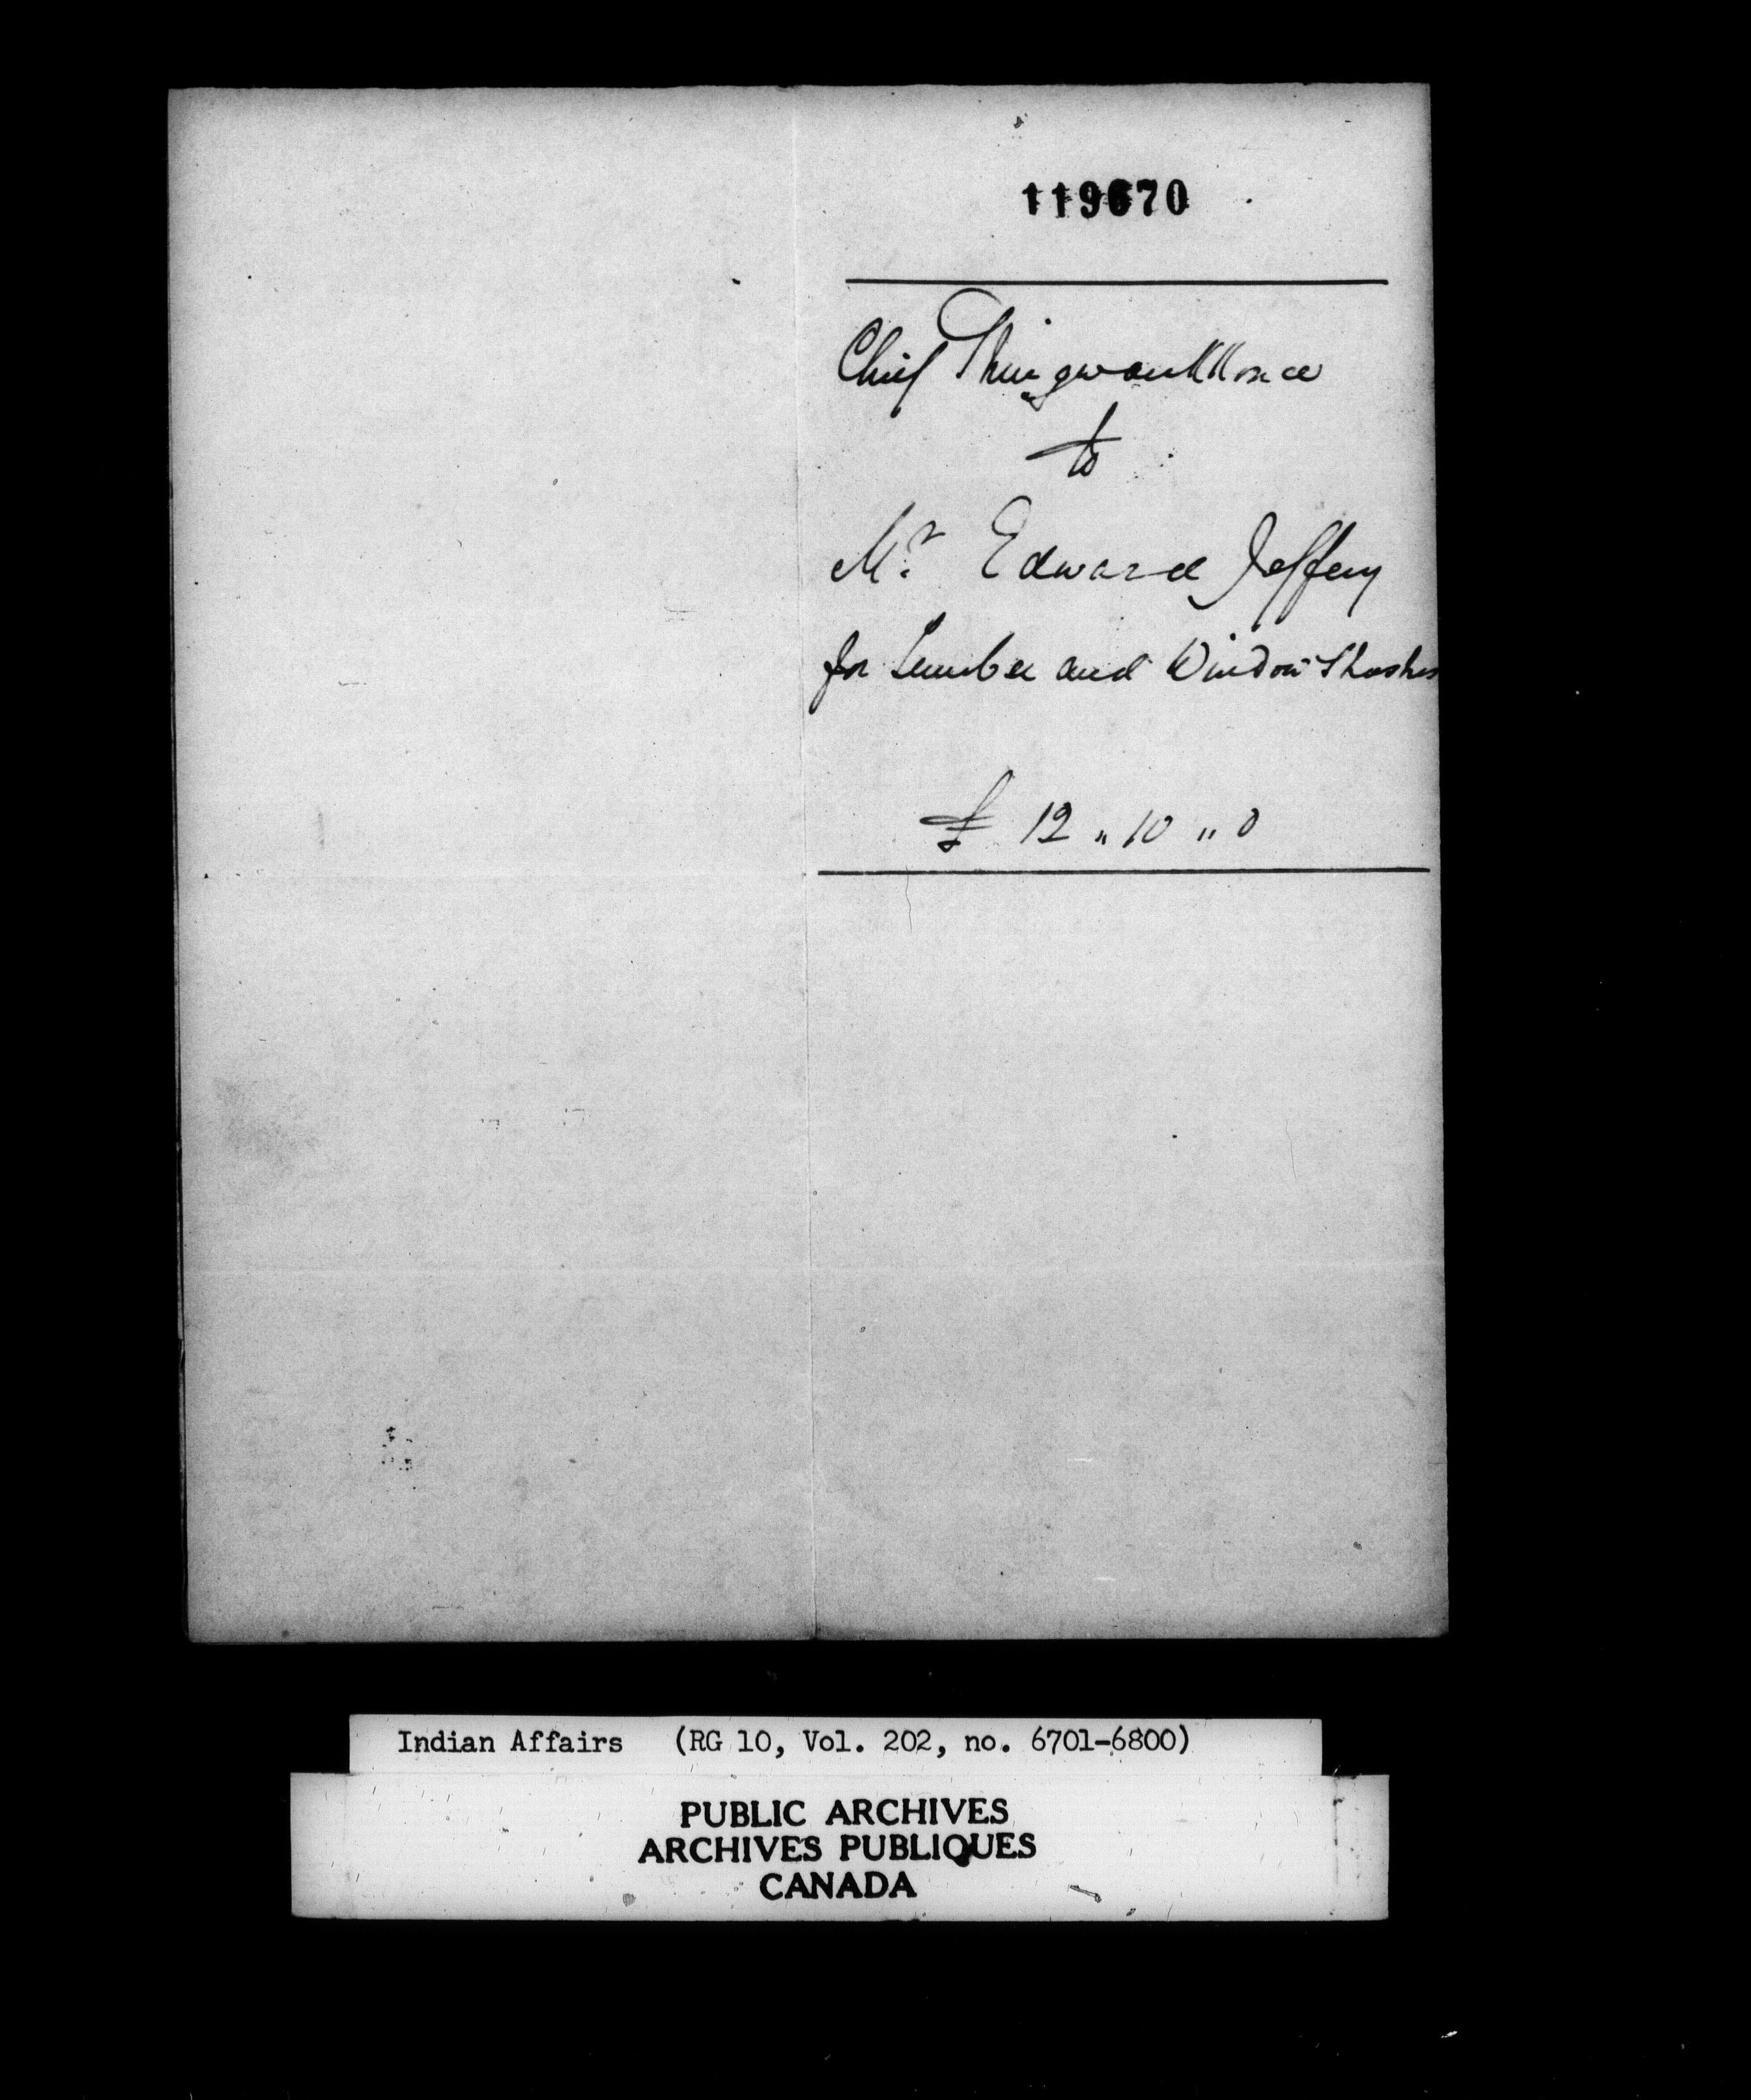 119670
Chief Shingwaukkonce
to
Mr. Edward Jeffery
for Lumber and Window Shashes
£ 12 „ 10 „ 0
Indian Affairs (RG 10, Vol. 202, no. 6701-6800)
PUBLIC ARCHIVES
ARCHIVES PUBLIQUES
CANADA